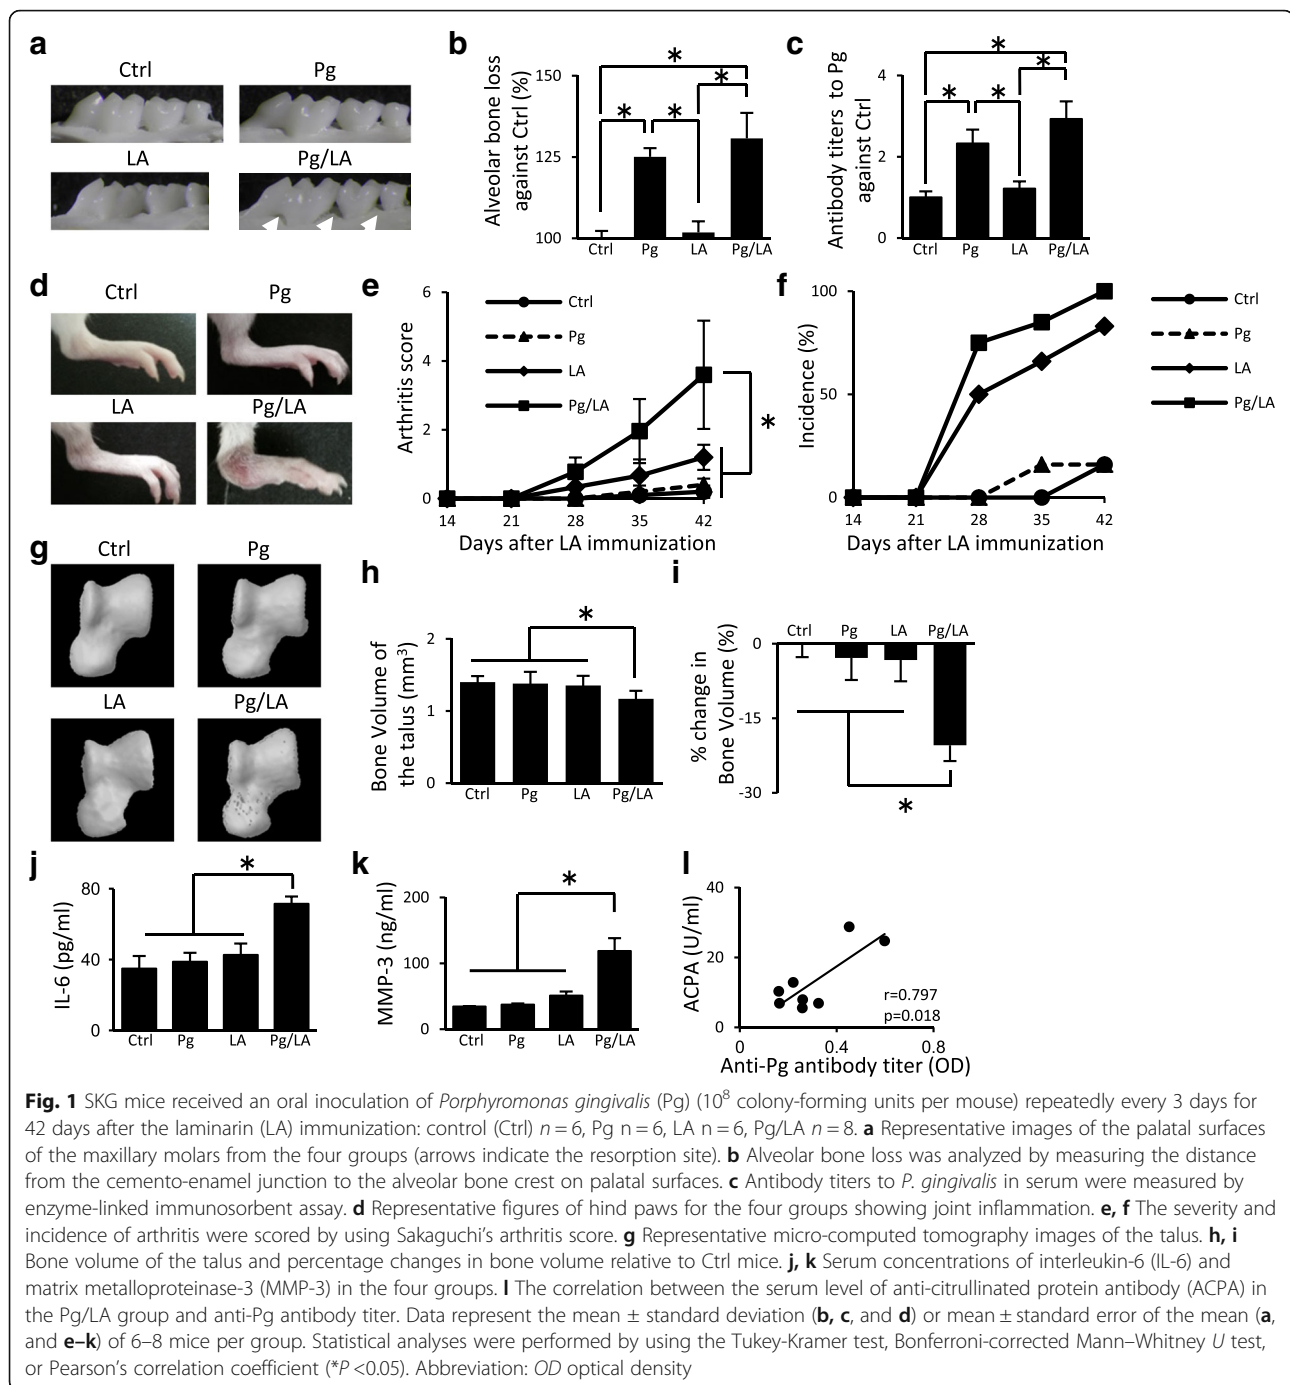 a
Ctrl
Pg
LA
Pg/LA
b
Alveolar bone loss
against Ctrl (%)
150
125
100
*
*
*
*
Ctrl
Pg
LA
Pg/LA
c
Antibody titers to Pg
against Ctrl
4
2
0
*
*
*
*
Ctrl
Pg
LA
Pg/LA
d
Ctrl
Pg
LA
Pg/LA
e
Arthritis score
6
4
2
0
Ctrl
Pg
LA
Pg/LA
*
14
21
28
35
42
Days after LA immunization
f
Incidence (%)
100
50
0
Ctrl
Pg
LA
Pg/LA
14
21
28
35
42
Days after LA immunization
g
Ctrl
Pg
LA
Pg/LA
h
Bone Volume of
the talus (mm³)
2
1
0
*
Ctrl
Pg
LA
Pg/LA
i
% change in
Bone Volume (%)
Ctrl
Pg
LA
Pg/LA
0
-15
-30
*
j
IL-6 (pg/ml)
80
40
0
*
Ctrl
Pg
LA
Pg/LA
k
MMP-3 (ng/ml)
200
100
0
*
Ctrl
Pg
LA
Pg/LA
l
ACPA (U/ml)
40
20
0
r=0.797
p=0.018
0
0.4
0.8
Anti-Pg antibody titer (OD)
Fig. 1 SKG mice received an oral inoculation of Porphyromonas gingivalis (Pg) (10⁸ colony-forming units per mouse) repeatedly every 3 days for
42 days after the laminarin (LA) immunization: control (Ctrl) n = 6, Pg n = 6, LA n = 6, Pg/LA n = 8. a Representative images of the palatal surfaces
of the maxillary molars from the four groups (arrows indicate the resorption site). b Alveolar bone loss was analyzed by measuring the distance
from the cemento-enamel junction to the alveolar bone crest on palatal surfaces. c Antibody titers to P. gingivalis in serum were measured by
enzyme-linked immunosorbent assay. d Representative figures of hind paws for the four groups showing joint inflammation. e, f The severity and
incidence of arthritis were scored by using Sakaguchi's arthritis score. g Representative micro-computed tomography images of the talus. h, i
Bone volume of the talus and percentage changes in bone volume relative to Ctrl mice. j, k Serum concentrations of interleukin-6 (IL-6) and
matrix metalloproteinase-3 (MMP-3) in the four groups. l The correlation between the serum level of anti-citrullinated protein antibody (ACPA) in
the Pg/LA group and anti-Pg antibody titer. Data represent the mean ± standard deviation (b, c, and d) or mean ± standard error of the mean (a,
and e–k) of 6–8 mice per group. Statistical analyses were performed by using the Tukey-Kramer test, Bonferroni-corrected Mann–Whitney U test,
or Pearson's correlation coefficient (*P <0.05). Abbreviation: OD optical density